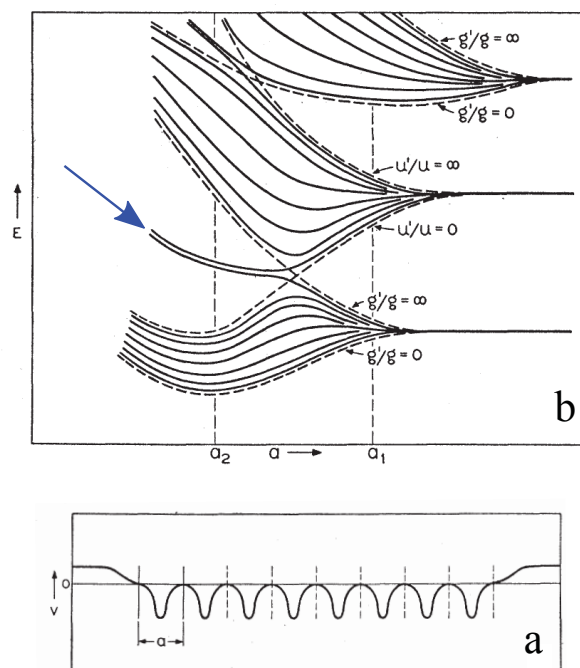 g'/g = ∞
g'/g = 0
u'/u = ∞
u'/u = 0
E
g'/g = ∞
g'/g = 0
b
a₂ a a₁
0
V
a
a